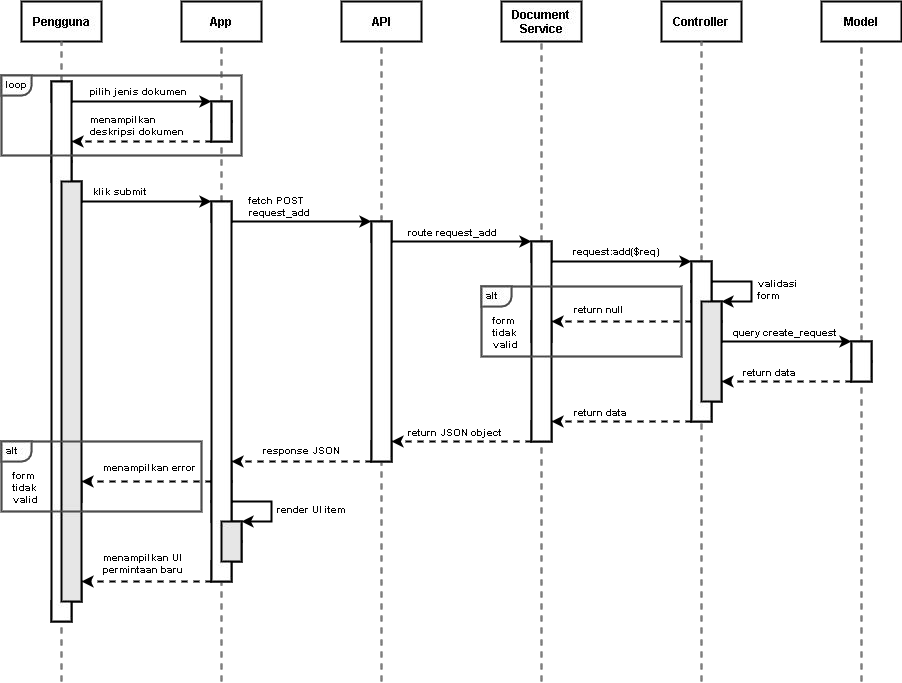 Pengguna
App
API
Document
Service
Controller
Model
loop
pilih jenis dokumen
menampilkan
deskripsi dokumen
klik submit
fetch POST
request_add
route request_add
request:add($req)
validasi
form
alt
form
tidak
valid
return null
query create_request
return data
return data
return JSON object
response JSON
alt
form
tidak
valid
menampilkan error
render UI item
menampilkan UI
permintaan baru